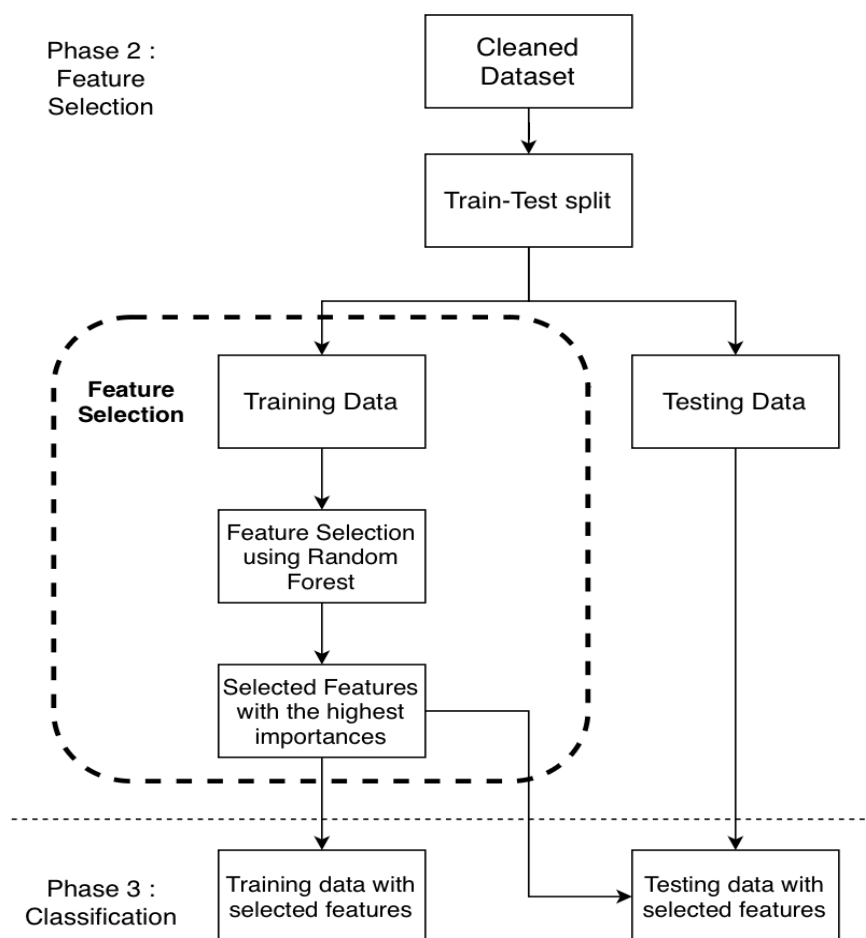 Phase 2 :
Feature
Selection
Cleaned
Dataset
Train-Test split
Feature
Selection
Training Data
Testing Data
Feature Selection
using Random
Forest
Selected Features
with the highest
importances
Phase 3 :
Classification
Training data with
selected features
Testing data with
selected features